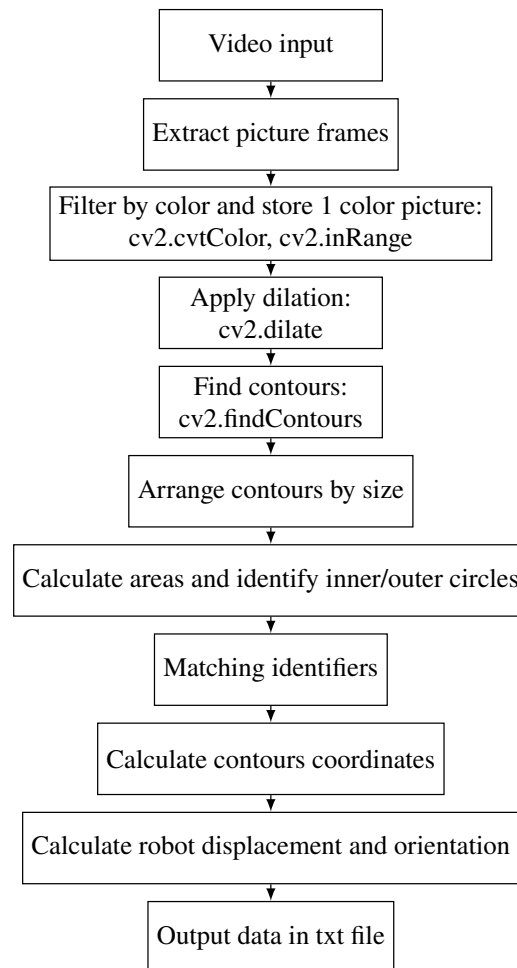 Video input
Extract picture frames
Filter by color and store 1 color picture:
cv2.cvtColor, cv2.inRange
Apply dilation:
cv2.dilate
Find contours:
cv2.findContours
Arrange contours by size
Calculate areas and identify inner/outer circles
Matching identifiers
Calculate contours coordinates
Calculate robot displacement and orientation
Output data in txt file